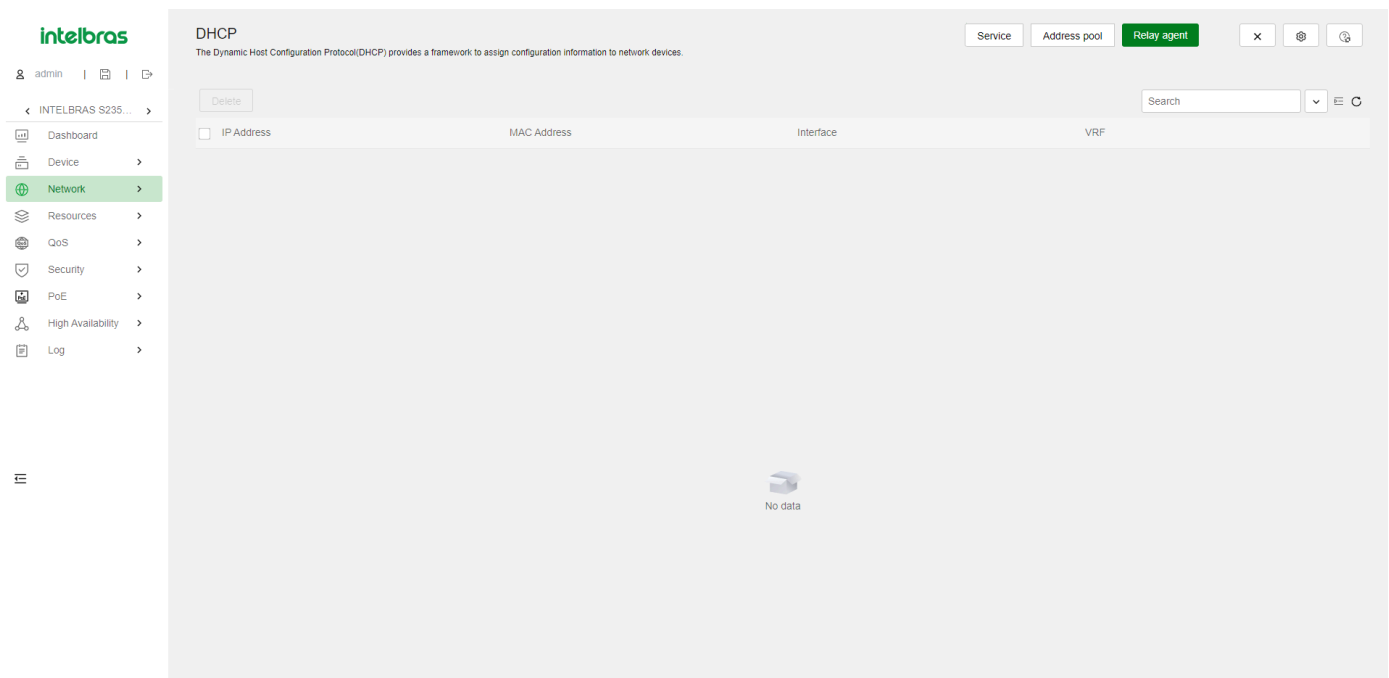 intelbras
admin | |
INTELBRAS S235...
Dashboard
Device
Network
Resources
QoS
Security
PoE
High Availability
Log
DHCP
The Dynamic Host Configuration Protocol(DHCP) provides a framework to assign configuration information to network devices.
Service Address pool Relay agent
Delete
Search
IP Address MAC Address Interface VRF
No data